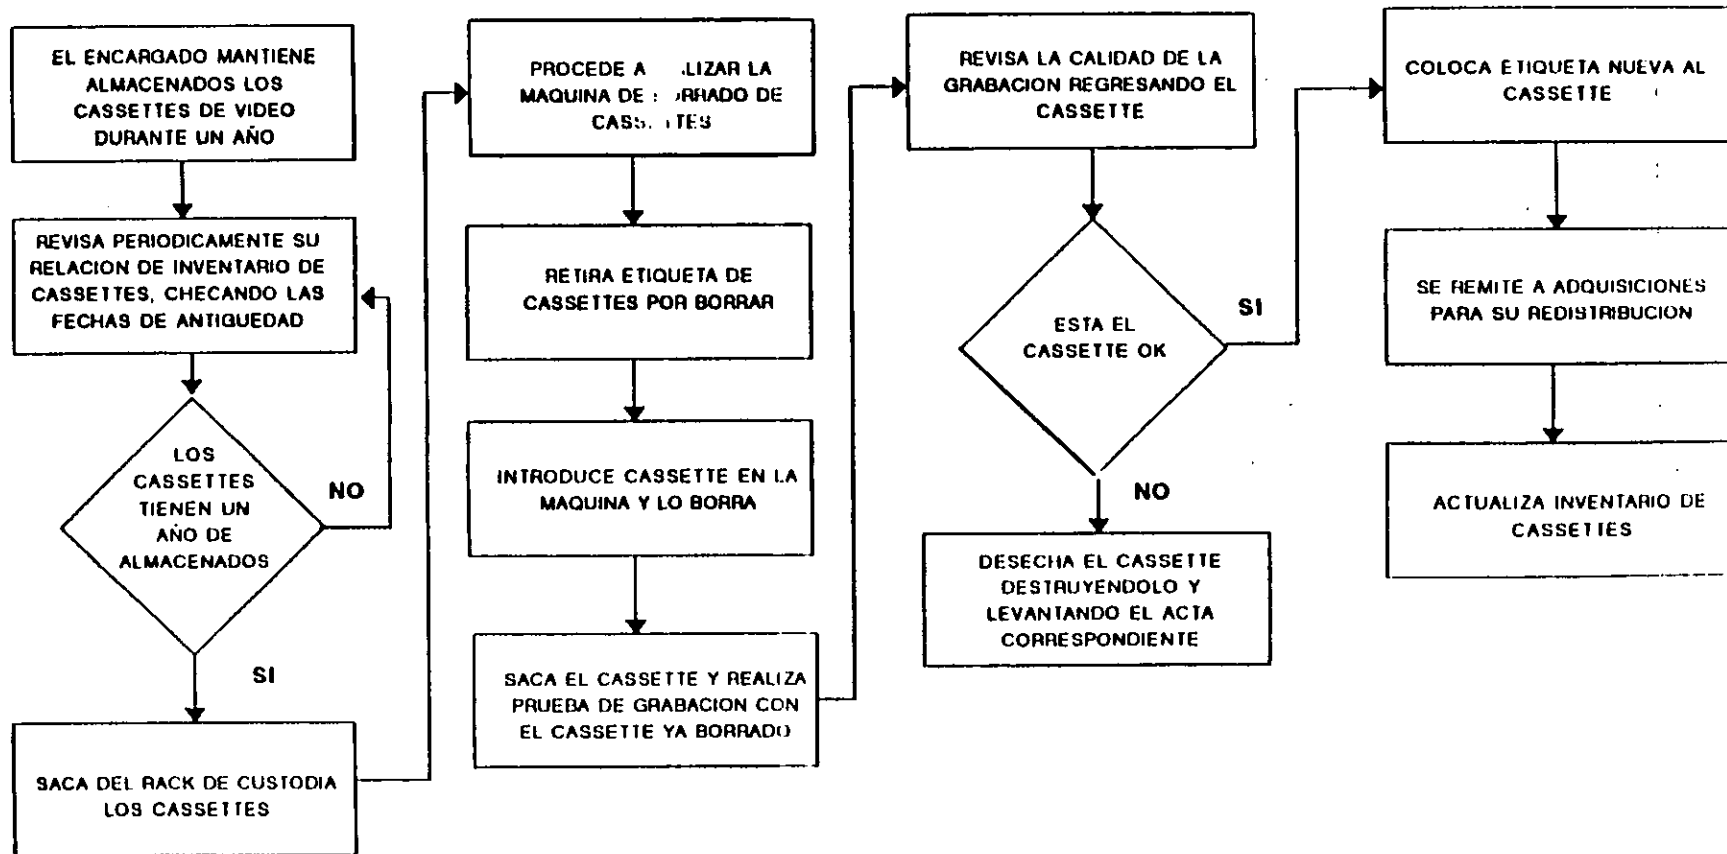 EL ENCARGADO MANTIENE
ALMACENADOS LOS
CASSETTES DE VIDEO
DURANTE UN AÑO
REVISA PERIODICAMENTE SU
RELACION DE INVENTARIO DE
CASSETTES, CHECANDO LAS
FECHAS DE ANTIGUEDAD
LOS
CASSETTES
TIENEN UN
AÑO DE
ALMACENADOS
NO
SI
SACA DEL RACK DE CUSTODIA
LOS CASSETTES
PROCEDE A LA
MAQUINA DE DE
RETIRA ETIQUETA DE
CASSETTES POR BORRAR
INTRODUCE CASSETTE EN LA
MAQUINA Y LO BORRA
SACA EL CASSETTE Y REALIZA
PRUEBA DE GRABACION CON
EL CASSETTE YA BORRADO
REVISA LA CALIDAD DE LA
GRABACION REGRESANDO EL
CASSETTE
ESTA EL
CASSETTE OK
SI
NO
DESECHA EL CASSETTE
DESTRUYENDOLO Y
LEVANTANDO EL ACTA
CORRESPONDIENTE
COLOCA ETIQUETA NUEVA AL
CASSETTE
SE REMITE A ADQUISICIONES
PARA SU REDISTRIBUCION
ACTUALIZA INVENTARIO DE
CASSETTES